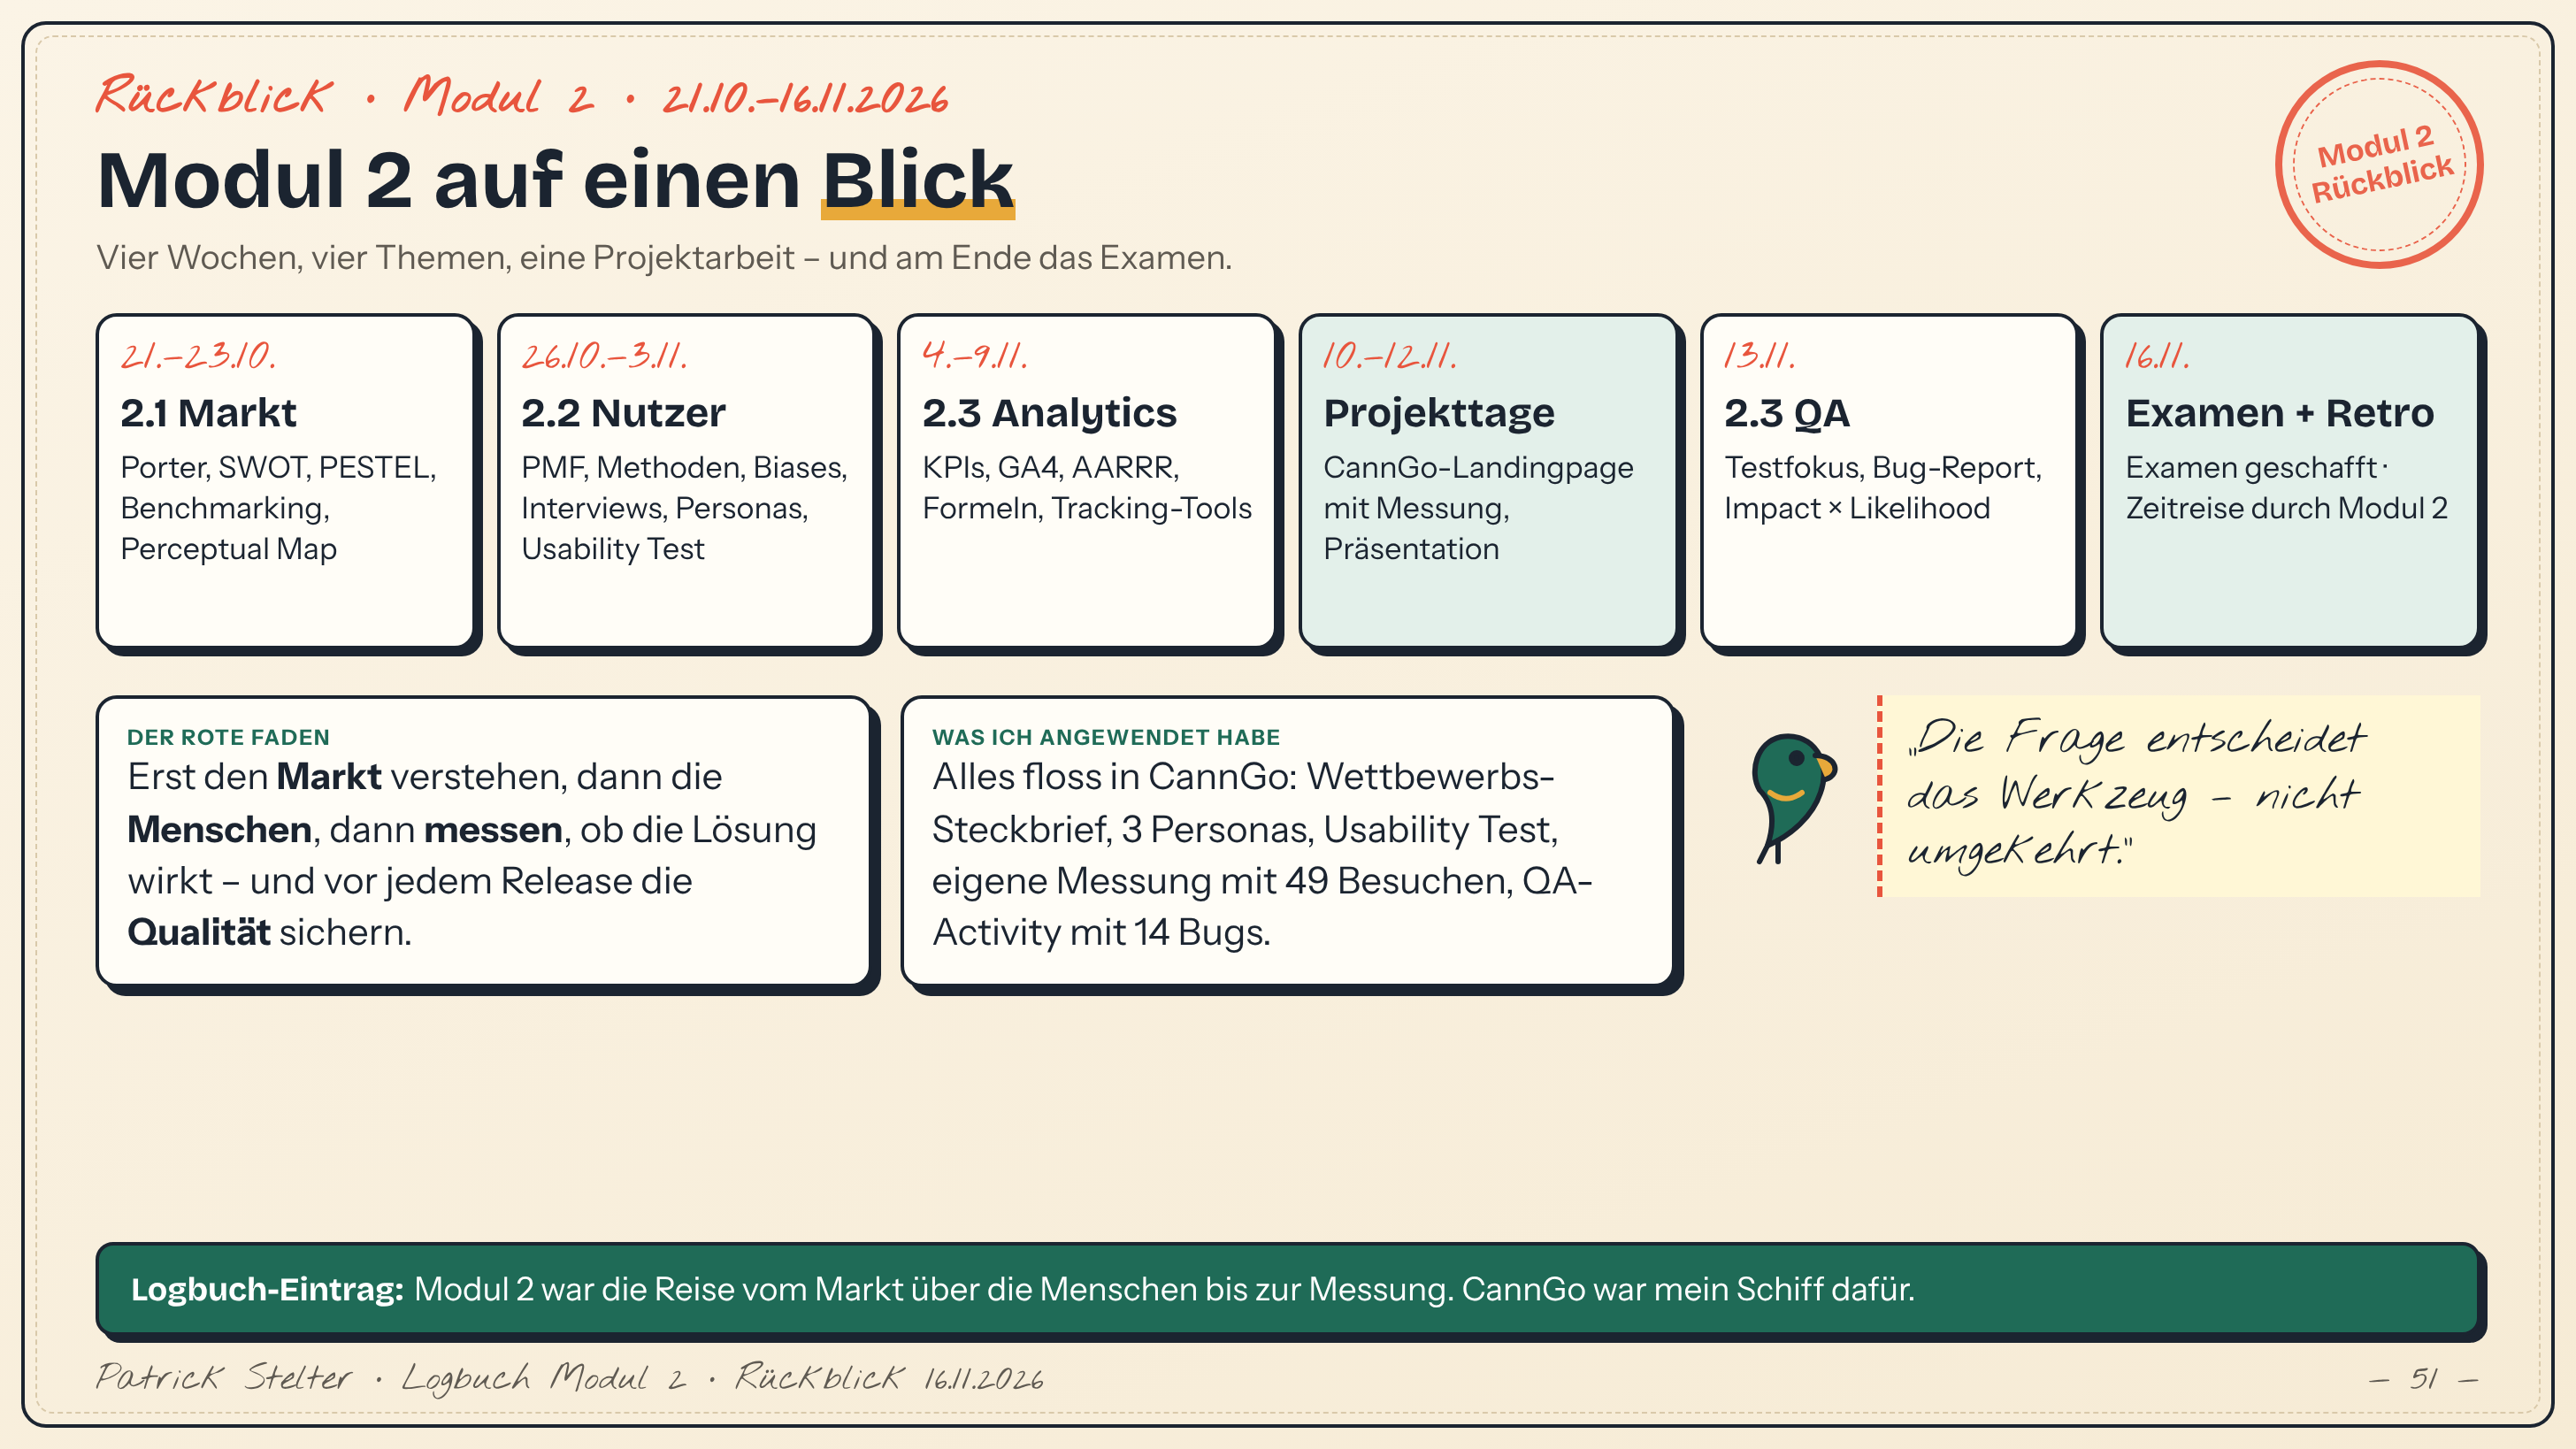 Rückblick · Modul 2 · 21.10.–16.11.2026
Modul 2 auf einen Blick
Vier Wochen, vier Themen, eine Projektarbeit – und am Ende das Examen.
Modul 2
Rückblick
21.–23.10.
2.1 Markt
Porter, SWOT, PESTEL,
Benchmarking,
Perceptual Map
26.10.–3.11.
2.2 Nutzer
PMF, Methoden, Biases,
Interviews, Personas,
Usability Test
4.–9.11.
2.3 Analytics
KPIs, GA4, AARRR,
Formeln, Tracking-Tools
10.–12.11.
Projekttage
CannGo-Landingpage
mit Messung,
Präsentation
13.11.
2.3 QA
Testfokus, Bug-Report,
Impact × Likelihood
16.11.
Examen + Retro
Examen geschafft ·
Zeitreise durch Modul 2
DER ROTE FADEN
Erst den Markt verstehen, dann die
Menschen, dann messen, ob die Lösung
wirkt – und vor jedem Release die
Qualität sichern.
WAS ICH ANGEWENDET HABE
Alles floss in CannGo: Wettbewerbs-
Steckbrief, 3 Personas, Usability Test,
eigene Messung mit 49 Besuchen, QA-
Activity mit 14 Bugs.
„Die Frage entscheidet
das Werkzeug – nicht
umgekehrt."
Logbuch-Eintrag: Modul 2 war die Reise vom Markt über die Menschen bis zur Messung. CannGo war mein Schiff dafür.
Patrick Stelter · Logbuch Modul 2 · Rückblick 16.11.2026
– 51 –